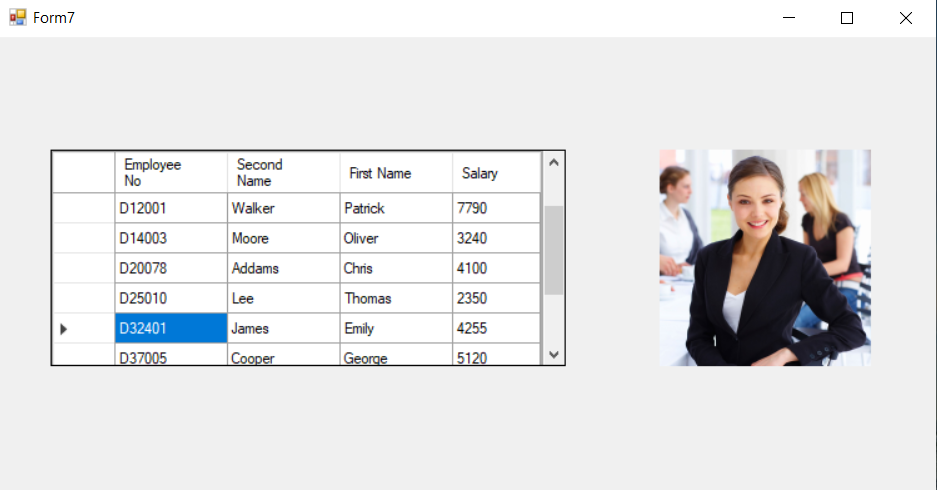 Form7
Employee No Second Name First Name Salary
D12001 Walker Patrick 7790
D14003 Moore Oliver 3240
D20078 Addams Chris 4100
D25010 Lee Thomas 2350
D32401 James Emily 4255
D37005 Cooper George 5120